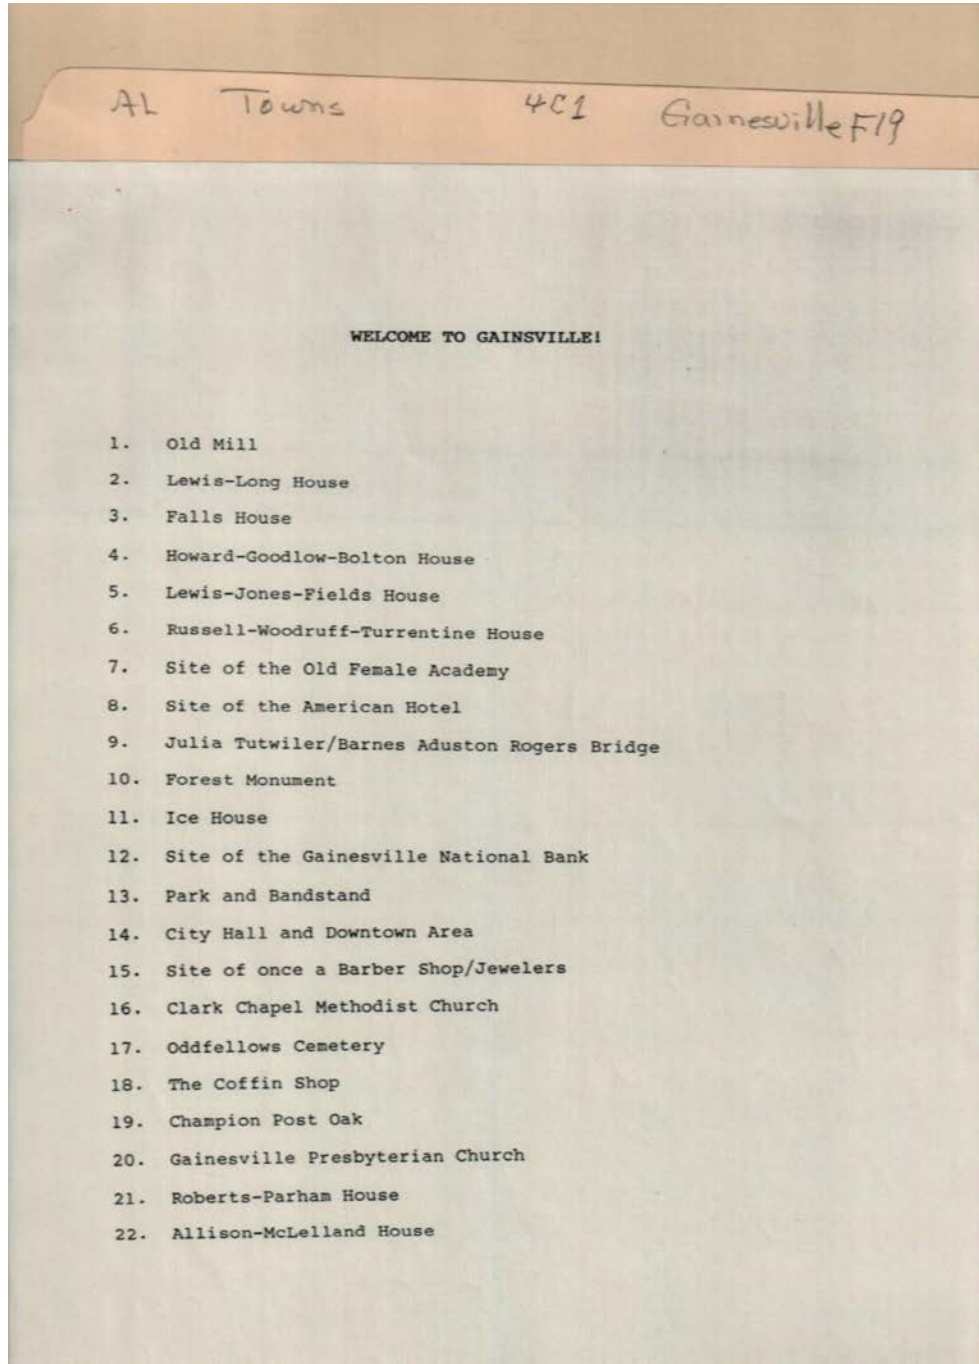 AL Towns 4C1 Gainesville F19
WELCOME TO GAINSVILLE!
1. Old Mill
2. Lewis-Long House
3. Falls House
4. Howard-Goodlow-Bolton House
5. Lewis-Jones-Fields House
6. Russell-Woodruff-Turrentine House
7. Site of the Old Female Academy
8. Site of the American Hotel
9. Julia Tutwiler/Barnes Aduston Rogers Bridge
10. Forest Monument
11. Ice House
12. Site of the Gainesville National Bank
13. Park and Bandstand
14. City Hall and Downtown Area
15. Site of once a Barber Shop/Jewelers
16. Clark Chapel Methodist Church
17. Oddfellows Cemetery
18. The Coffin Shop
19. Champion Post Oak
20. Gainesville Presbyterian Church
21. Roberts-Parham House
22. Allison-McLelland House